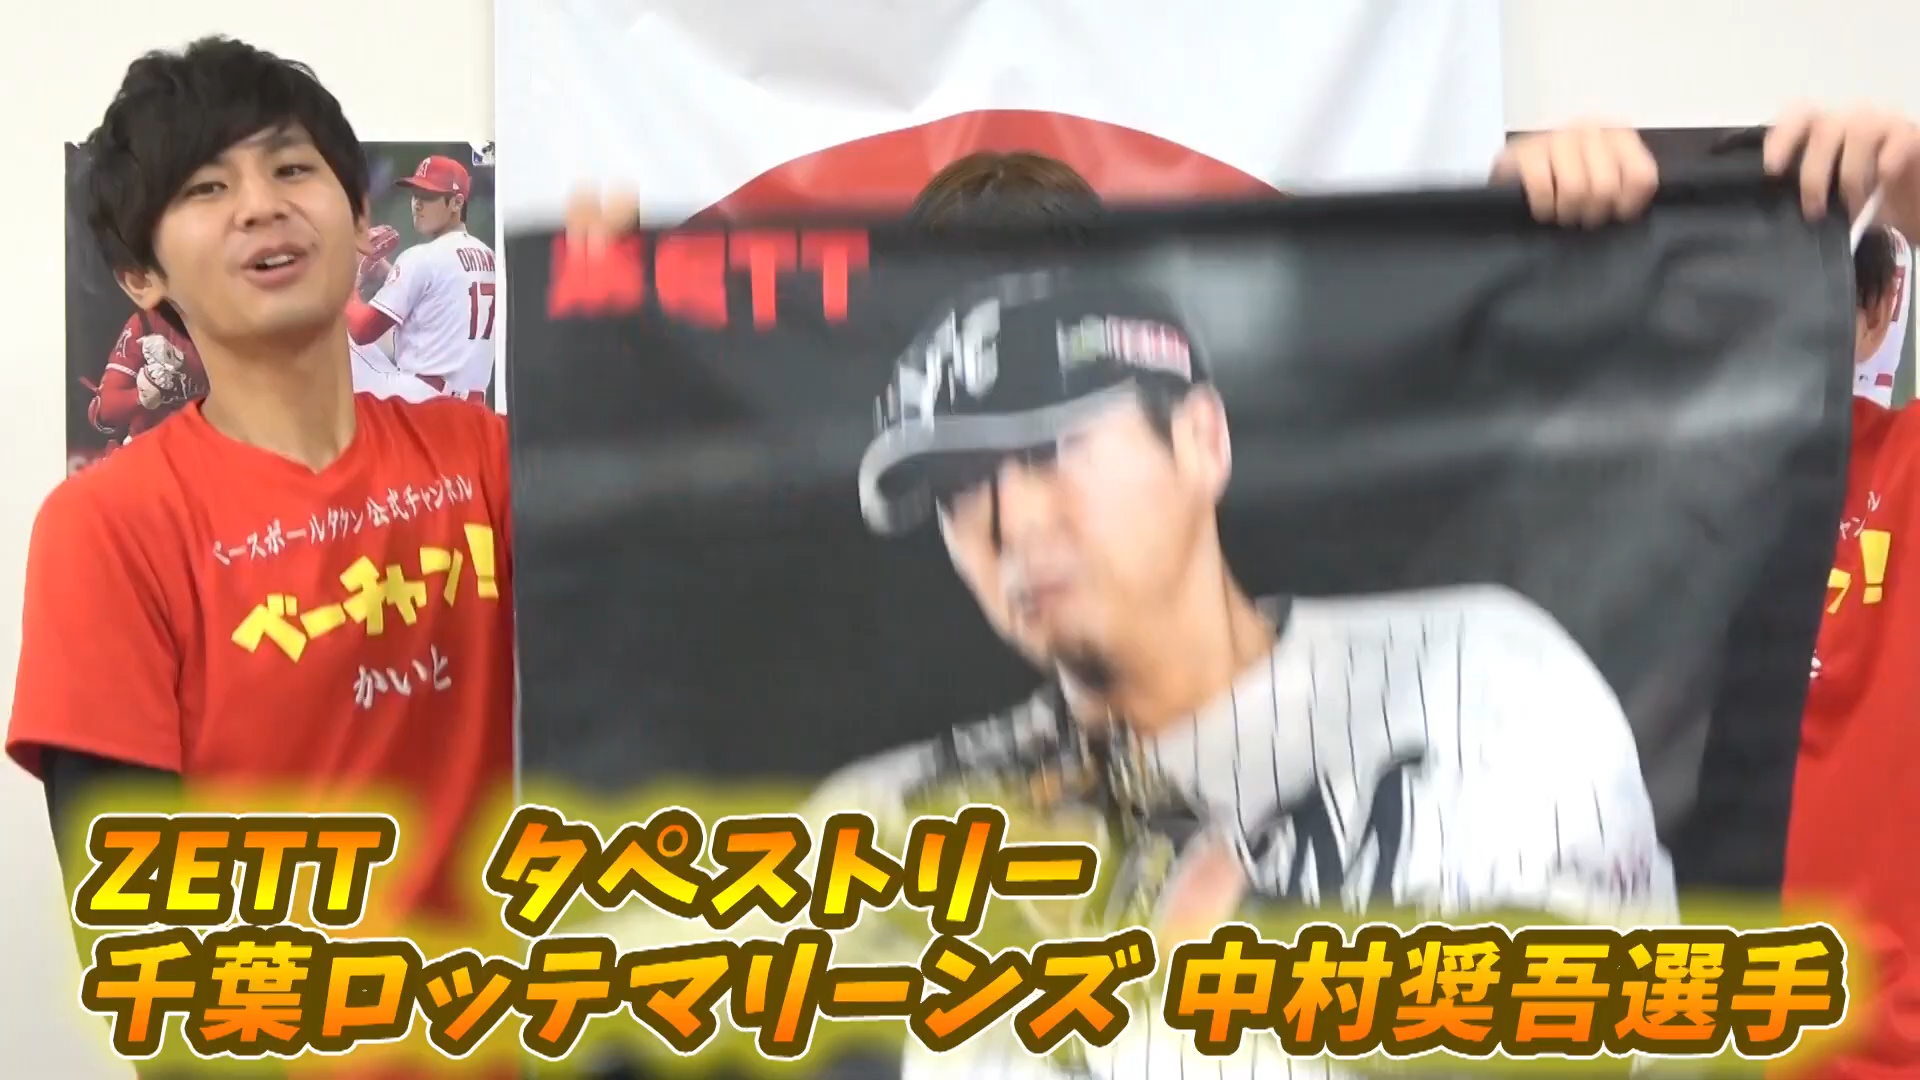 OHTANI
17
ZETT
ベースボールタウン公式チャンネル
ベーチャン!
かいと
ZETT タペストリー
千葉ロッテマリーンズ 中村奨吾選手